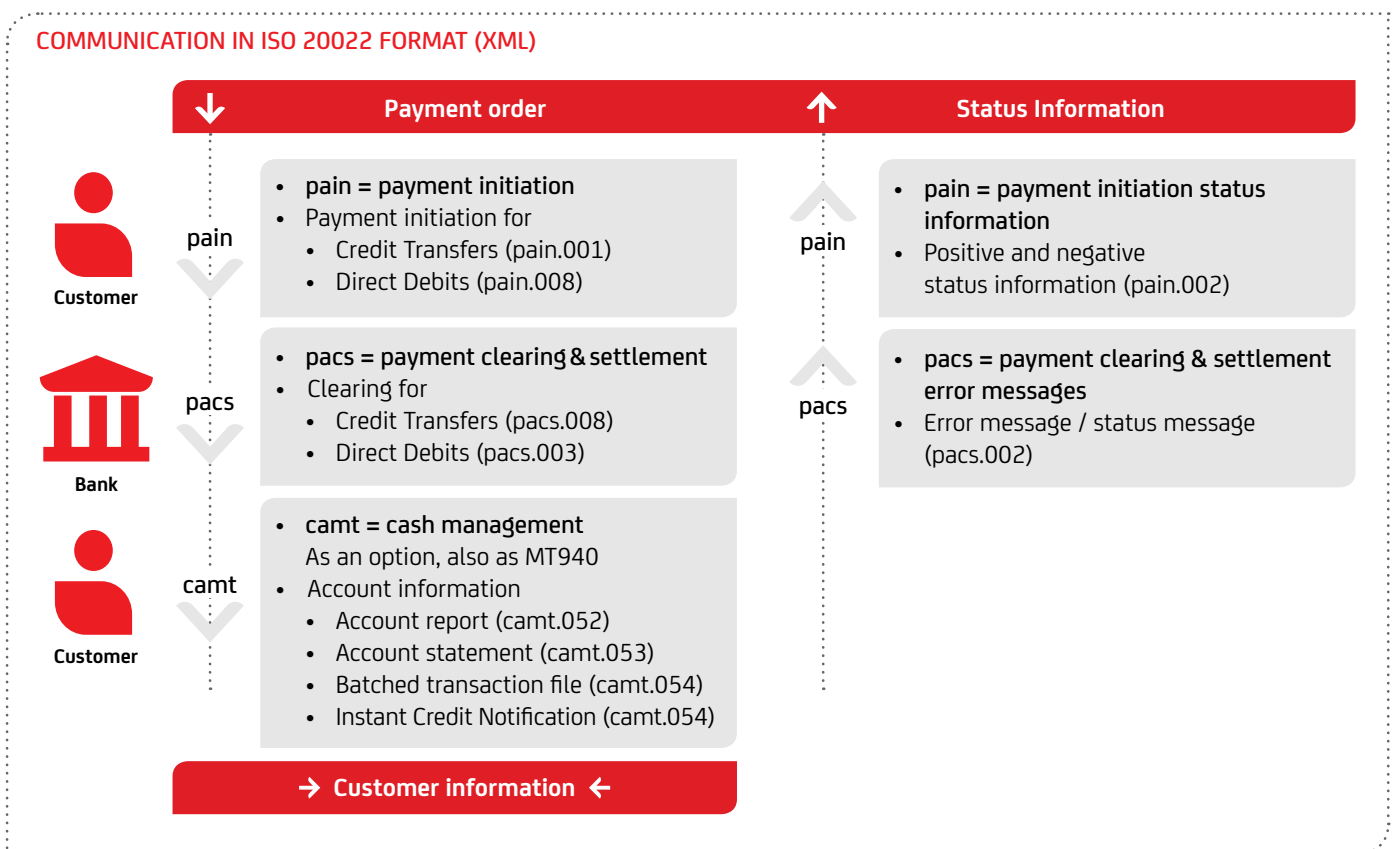 COMMUNICATION IN ISO 20022 FORMAT (XML)
↓ Payment order
↑ Status Information
Customer
pain
• pain = payment initiation
• Payment initiation for
• Credit Transfers (pain.001)
• Direct Debits (pain.008)
pain
• pain = payment initiation status
information
• Positive and negative
status information (pain.002)
Bank
pacs
• pacs = payment clearing & settlement
• Clearing for
• Credit Transfers (pacs.008)
• Direct Debits (pacs.003)
pacs
• pacs = payment clearing & settlement
error messages
• Error message / status message
(pacs.002)
Customer
camt
• camt = cash management
As an option, also as MT940
• Account information
• Account report (camt.052)
• Account statement (camt.053)
• Batched transaction file (camt.054)
• Instant Credit Notification (camt.054)
→ Customer information ←